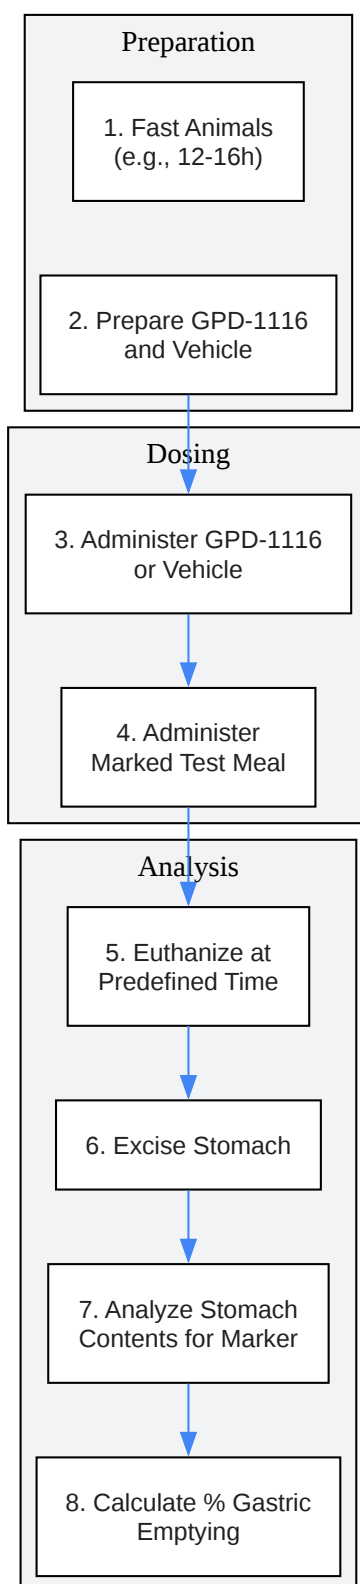 Preparation
1. Fast Animals
(e.g., 12-16h)
2. Prepare GPD-1116
and Vehicle
Dosing
3. Administer GPD-1116
or Vehicle
4. Administer
Marked Test Meal
Analysis
5. Euthanize at
Predefined Time
6. Excise Stomach
7. Analyze Stomach
Contents for Marker
8. Calculate % Gastric
Emptying